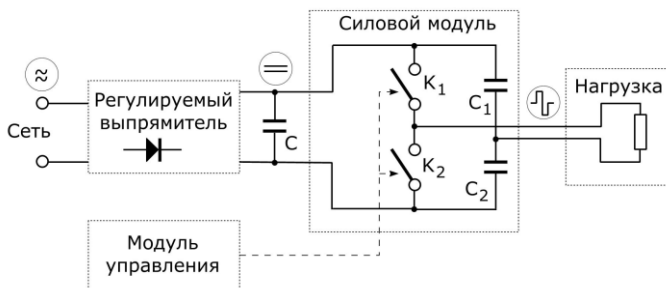 Силовой модуль
≈
=
Регулируемый
выпрямитель
Сеть
C
K1
K2
C1
C2
Нагрузка
Модуль
управления